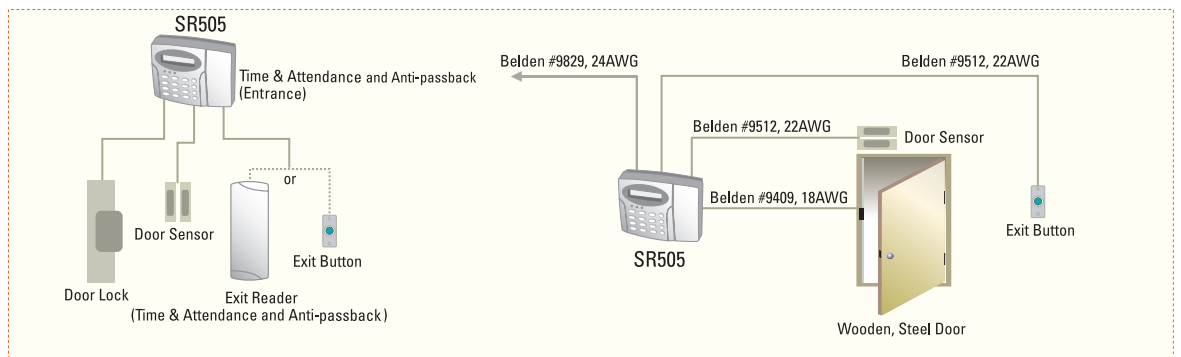 SR505
Time & Attendance and Anti-passback
(Entrance)
or
Door Sensor
Exit Button
Door Lock
Exit Reader
(Time & Attendance and Anti-passback)
Belden #9829, 24AWG
Belden #9512, 22AWG
Belden #9512, 22AWG
Door Sensor
Belden #9409, 18AWG
SR505
Exit Button
Wooden, Steel Door